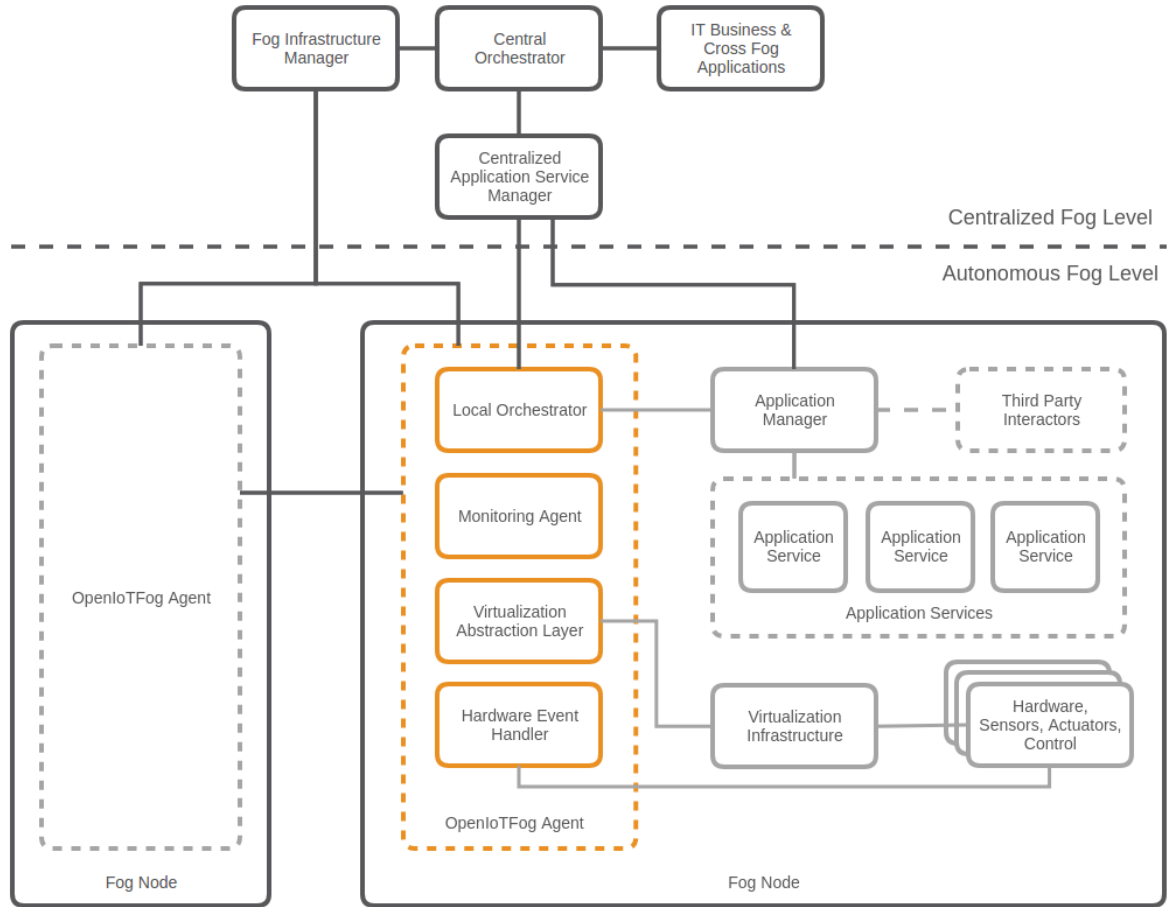 Fog Infrastructure
Manager
Central
Orchestrator
IT Business &
Cross Fog
Applications
Centralized
Application Service
Manager
Centralized Fog Level
Autonomous Fog Level
OpenIoTFog Agent
Fog Node
Local Orchestrator
Monitoring Agent
Virtualization
Abstraction Layer
Hardware Event
Handler
OpenIoTFog Agent
Application
Manager
Third Party
Interactors
Application
Service
Application
Service
Application
Service
Application Services
Virtualization
Infrastructure
Hardware,
Sensors, Actuators,
Control
Fog Node